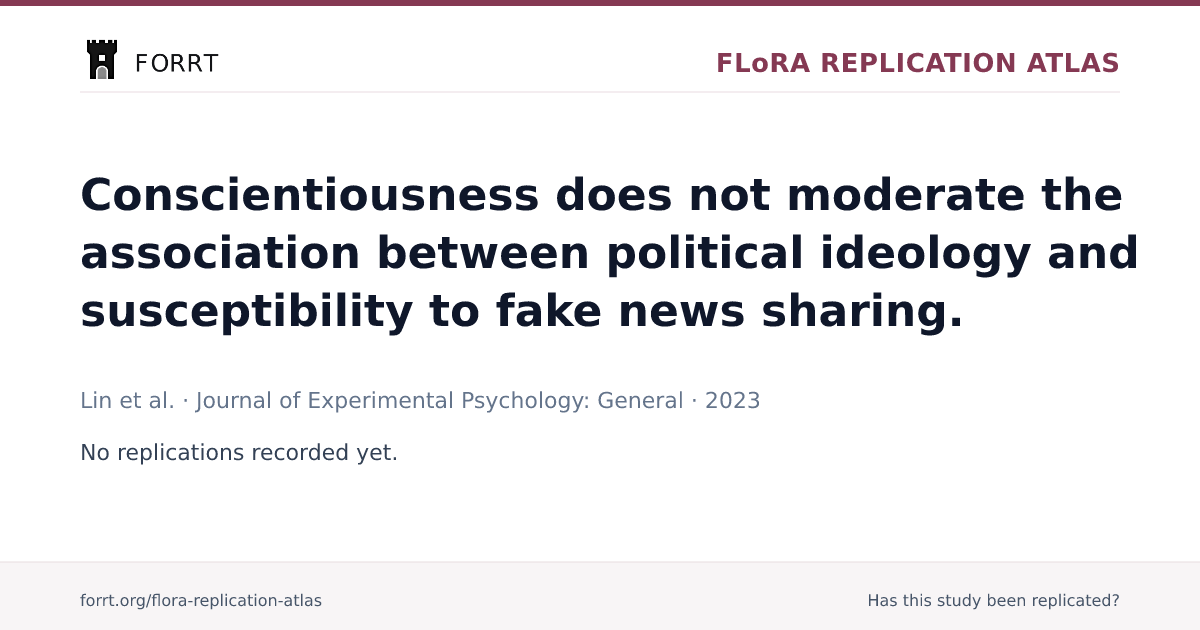 FORRT
FLoRA REPLICATION ATLAS
Conscientiousness does not moderate the
association between political ideology and
susceptibility to fake news sharing.
Lin et al. · Journal of Experimental Psychology: General · 2023
No replications recorded yet.
forrt.org/flora-replication-atlas
Has this study been replicated?